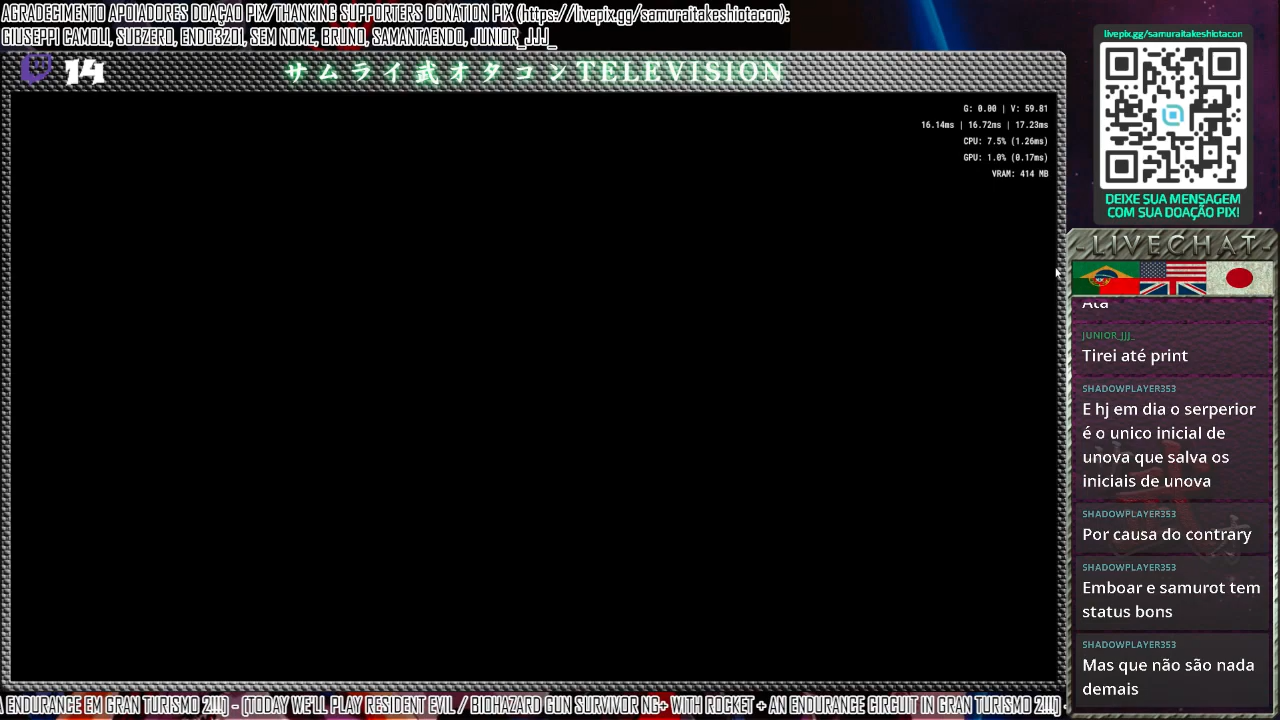 AGRADECIMENTO APOIADORES DOAÇÃO PIX/THANKING SUPPORTERS DONATION PIX (https://livepix.gg/samuraitakeshiotacon):
GIUSEPPI CAMOLI, SUBZERO, ENDO3201, SEM NOME, BRUNO, SAMANTAENDO, JUNIOR_JJJ_
14
サムライ武オタコンTELEVISION
G: 0.00 | V: 59.81
16.14ms | 16.72ms | 17.23ms
CPU: 7.5% (1.26ms)
GPU: 1.0% (0.17ms)
VRAM: 414 MB
livepix.gg/samuraitakeshiotacon
DEIXE SUA MENSAGEM
COM SUA DOAÇÃO PIX!
-LIVECHAT-
Ata
JUNIOR_JJJ_
Tirei até print
SHADOWPLAYER353
E hj em dia o serperior
é o unico inicial de
unova que salva os
iniciais de unova
SHADOWPLAYER353
Por causa do contrary
SHADOWPLAYER353
Emboar e samurot tem
status bons
SHADOWPLAYER353
Mas que não são nada
demais
A ENDURANCE EM GRAN TURISMO 2!!!!) - (TODAY WE'LL PLAY RESIDENT EVIL / BIOHAZARD GUN SURVIVOR NG+ WITH ROCKET + AN ENDURANCE CIRCUIT IN GRAN TURISMO 2!!!!) -